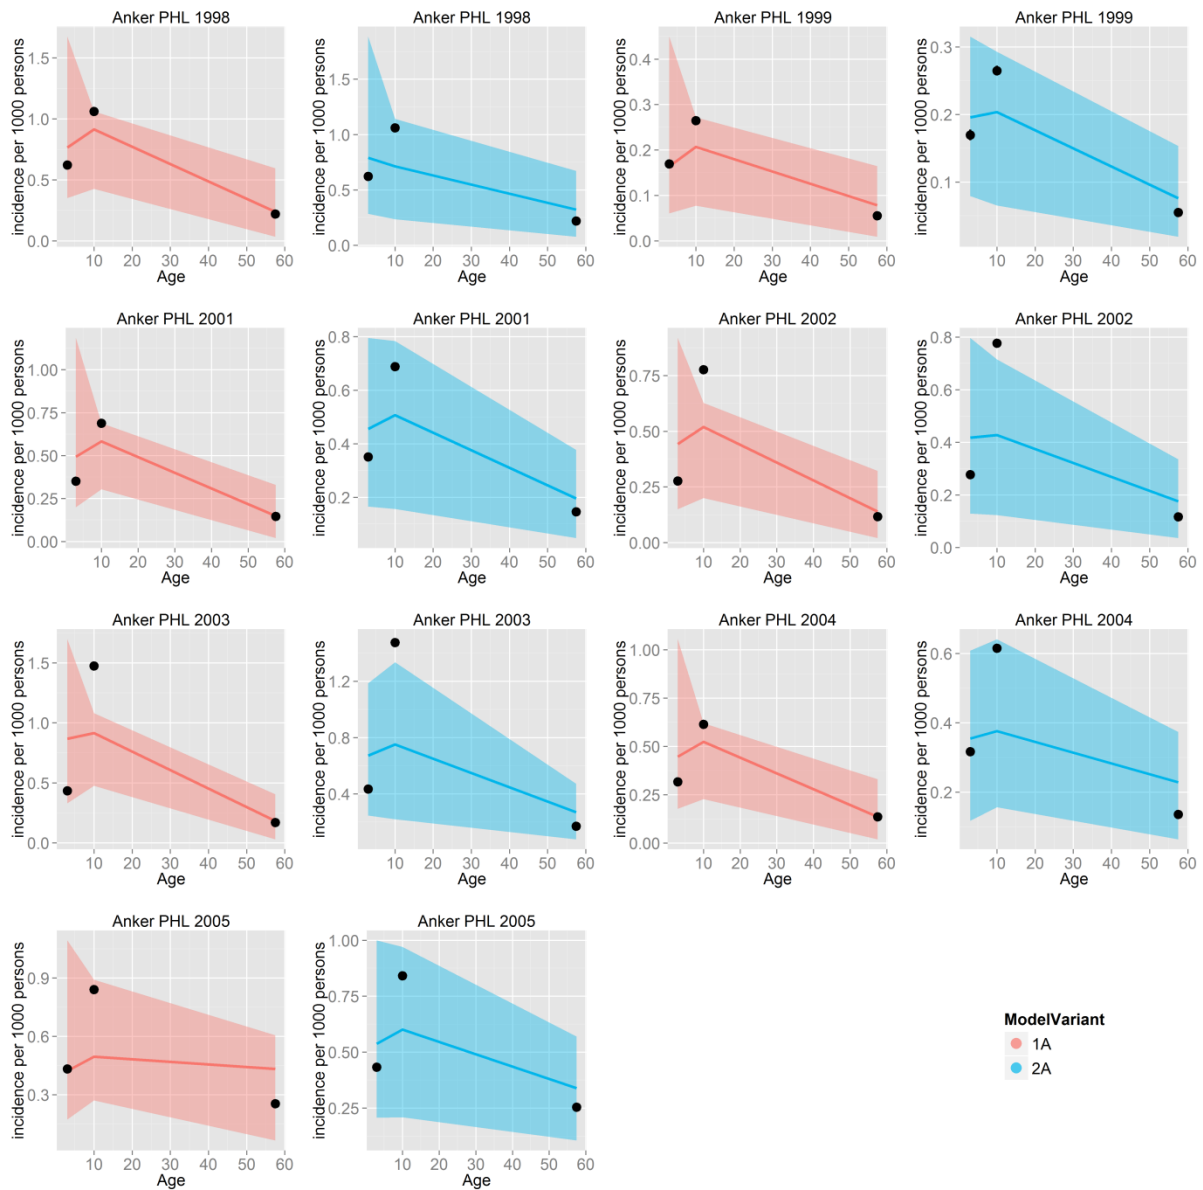 Anker PHL 1998
incidence per 1000 persons
1.5
1.0
0.5
0.0
10 20 30 40 50 60
Age
Anker PHL 1998
incidence per 1000 persons
1.5
1.0
0.5
0.0
10 20 30 40 50 60
Age
Anker PHL 1999
incidence per 1000 persons
0.4
0.3
0.2
0.1
0.0
10 20 30 40 50 60
Age
Anker PHL 1999
incidence per 1000 persons
0.3
0.2
0.1
10 20 30 40 50 60
Age
Anker PHL 2001
incidence per 1000 persons
1.00
0.75
0.50
0.25
0.00
10 20 30 40 50 60
Age
Anker PHL 2001
incidence per 1000 persons
0.8
0.6
0.4
0.2
10 20 30 40 50 60
Age
Anker PHL 2002
incidence per 1000 persons
0.75
0.50
0.25
0.00
10 20 30 40 50 60
Age
Anker PHL 2002
incidence per 1000 persons
0.8
0.6
0.4
0.2
0.0
10 20 30 40 50 60
Age
Anker PHL 2003
incidence per 1000 persons
1.5
1.0
0.5
0.0
10 20 30 40 50 60
Age
Anker PHL 2003
incidence per 1000 persons
1.2
0.8
0.4
10 20 30 40 50 60
Age
Anker PHL 2004
incidence per 1000 persons
1.00
0.75
0.50
0.25
0.00
10 20 30 40 50 60
Age
Anker PHL 2004
incidence per 1000 persons
0.6
0.4
0.2
10 20 30 40 50 60
Age
Anker PHL 2005
incidence per 1000 persons
0.9
0.6
0.3
10 20 30 40 50 60
Age
Anker PHL 2005
incidence per 1000 persons
1.00
0.75
0.50
0.25
10 20 30 40 50 60
Age
ModelVariant
1A
2A